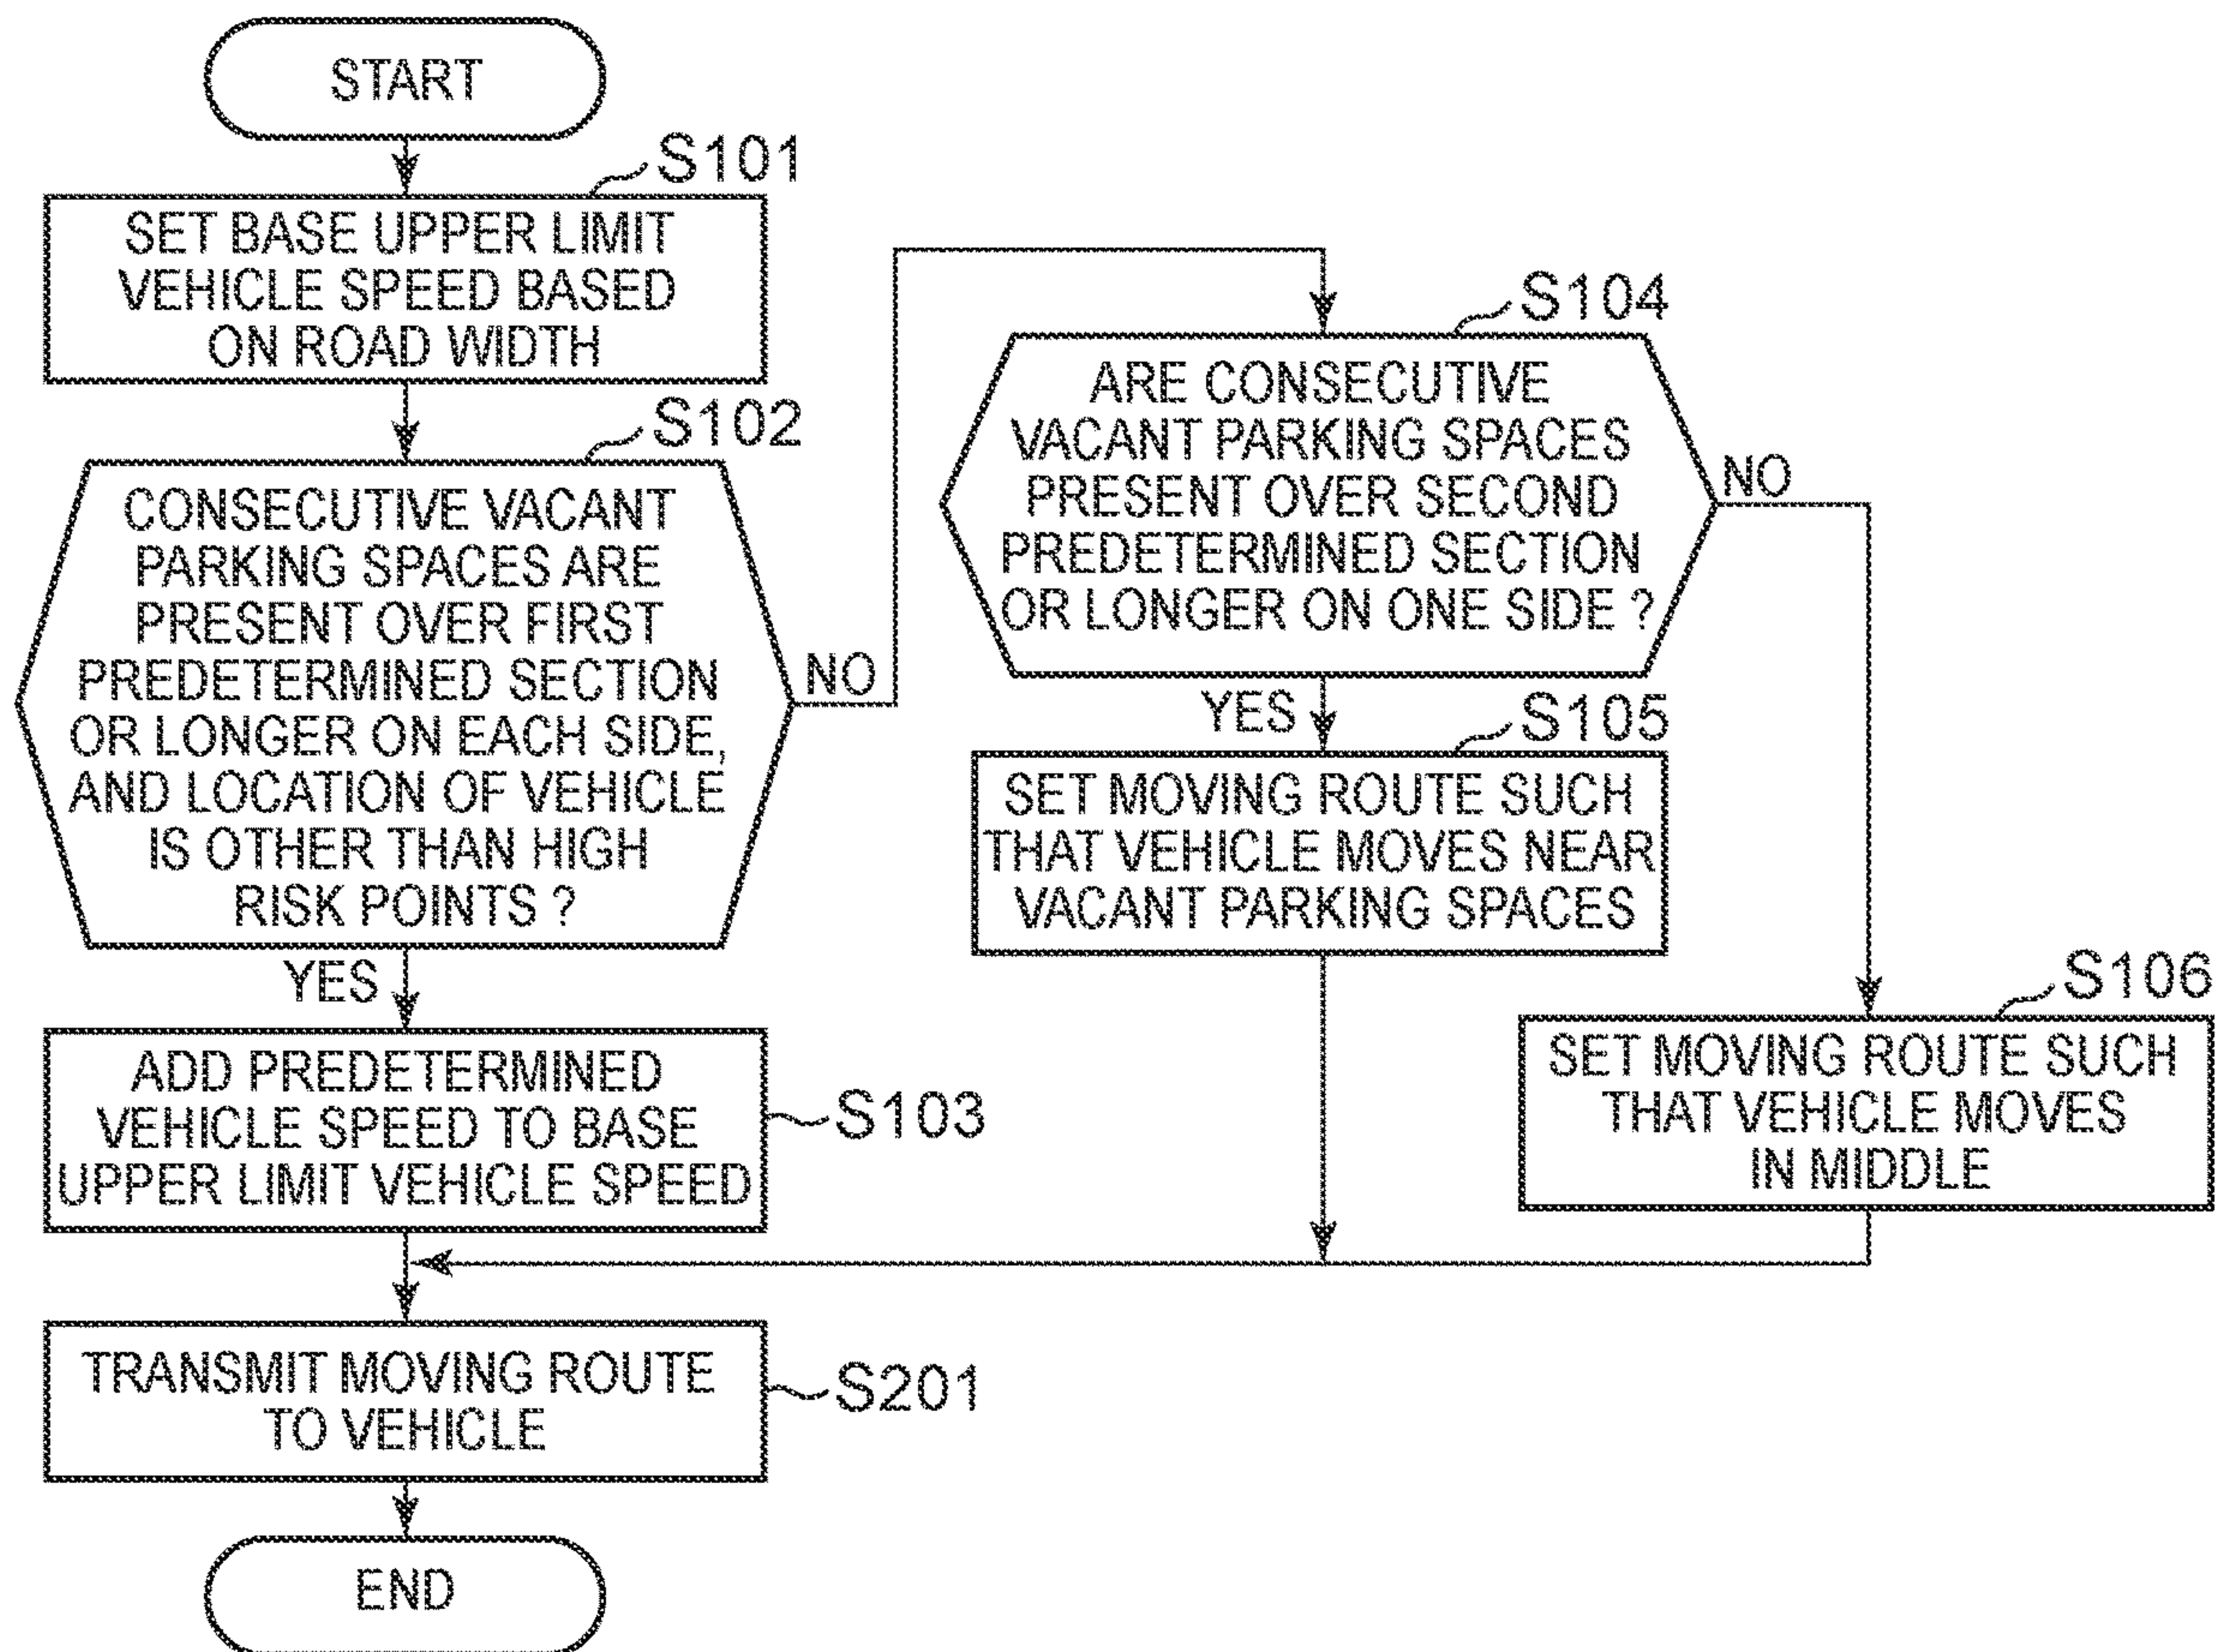 START
S101
SET BASE UPPER LIMIT
VEHICLE SPEED BASED
ON ROAD WIDTH
S102
CONSECUTIVE VACANT
PARKING SPACES ARE
PRESENT OVER FIRST
PREDETERMINED SECTION
OR LONGER ON EACH SIDE,
AND LOCATION OF VEHICLE
IS OTHER THAN HIGH
RISK POINTS ?
NO
YES
ADD PREDETERMINED
VEHICLE SPEED TO BASE
UPPER LIMIT VEHICLE SPEED
S103
S104
ARE CONSECUTIVE
VACANT PARKING SPACES
PRESENT OVER SECOND
PREDETERMINED SECTION
OR LONGER ON ONE SIDE ?
NO
YES
S105
SET MOVING ROUTE SUCH
THAT VEHICLE MOVES NEAR
VACANT PARKING SPACES
S106
SET MOVING ROUTE SUCH
THAT VEHICLE MOVES
IN MIDDLE
TRANSMIT MOVING ROUTE
TO VEHICLE
S201
END